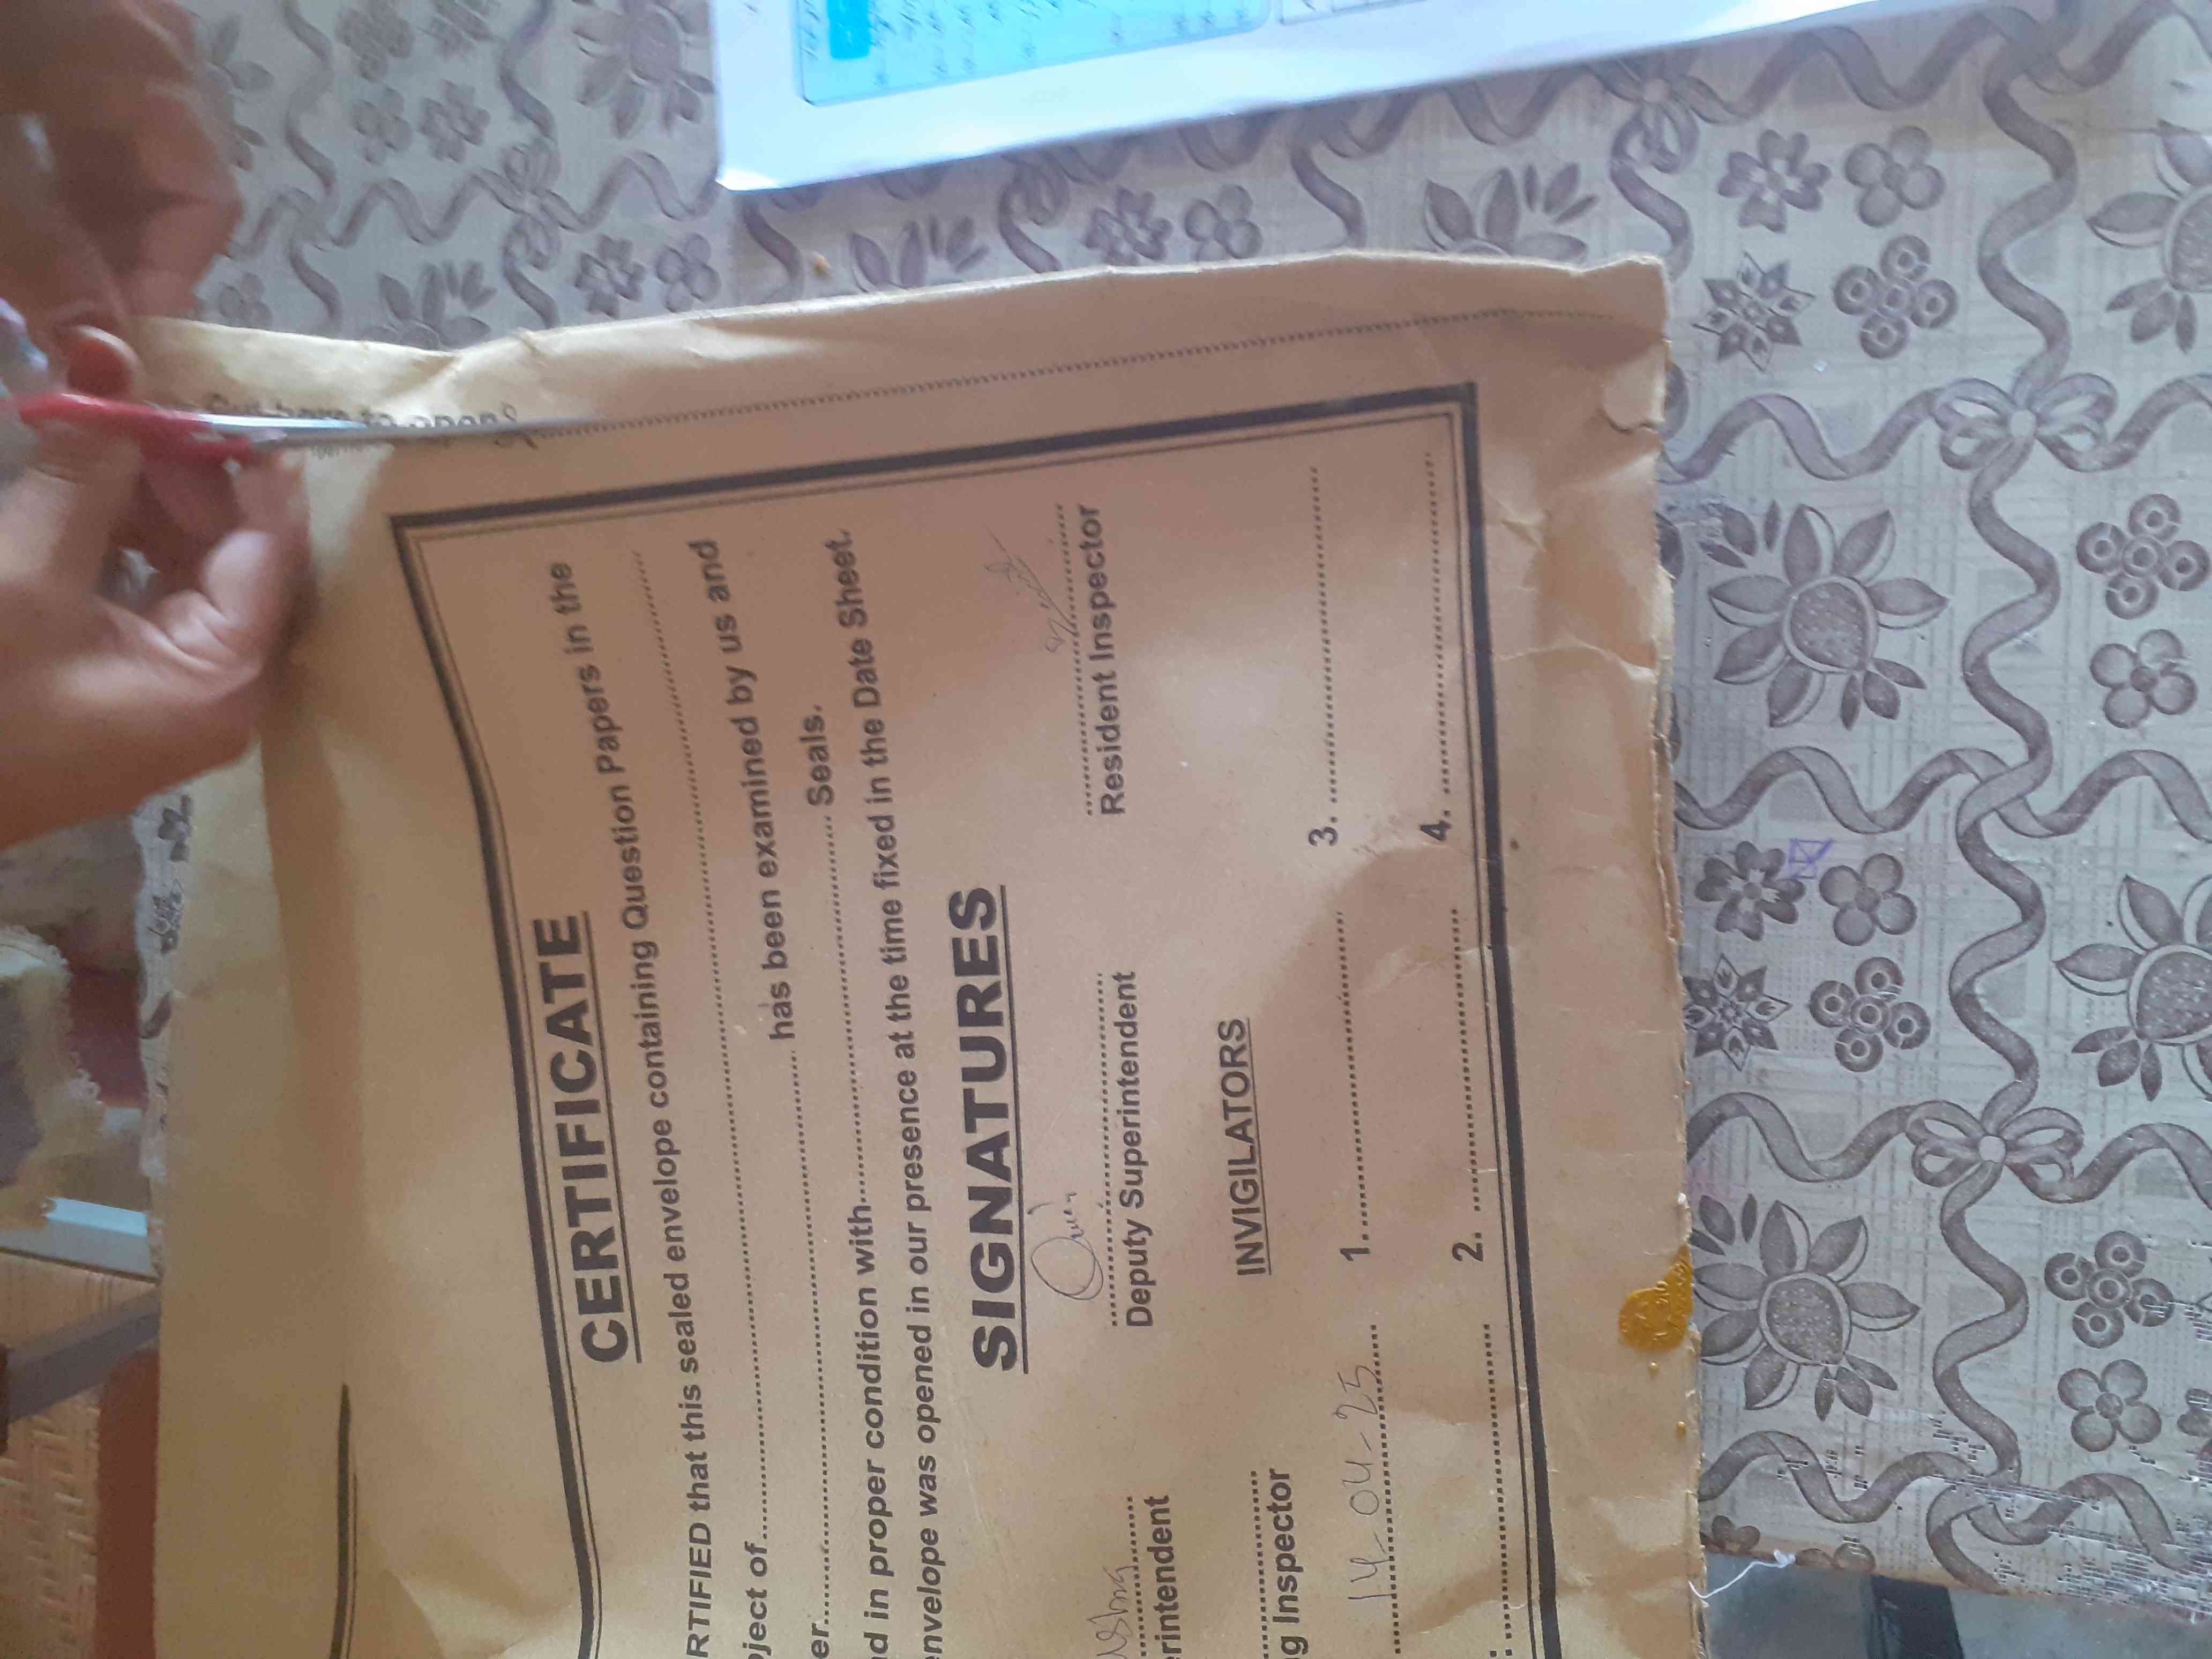 Cut here to open
CERTIFICATE
RTIFIED that this sealed envelope containing Question Papers in the
ject of........................................................................
er........................ has been examined by us and
nd in proper condition with........................ Seals.
envelope was opened in our presence at the time fixed in the Date Sheet.
SIGNATURES
erintendent
Deputy Superintendent
Resident Inspector
g Inspector
INVIGILATORS
14-04-25
1. ........................
3. ........................
2. ........................
4. ........................